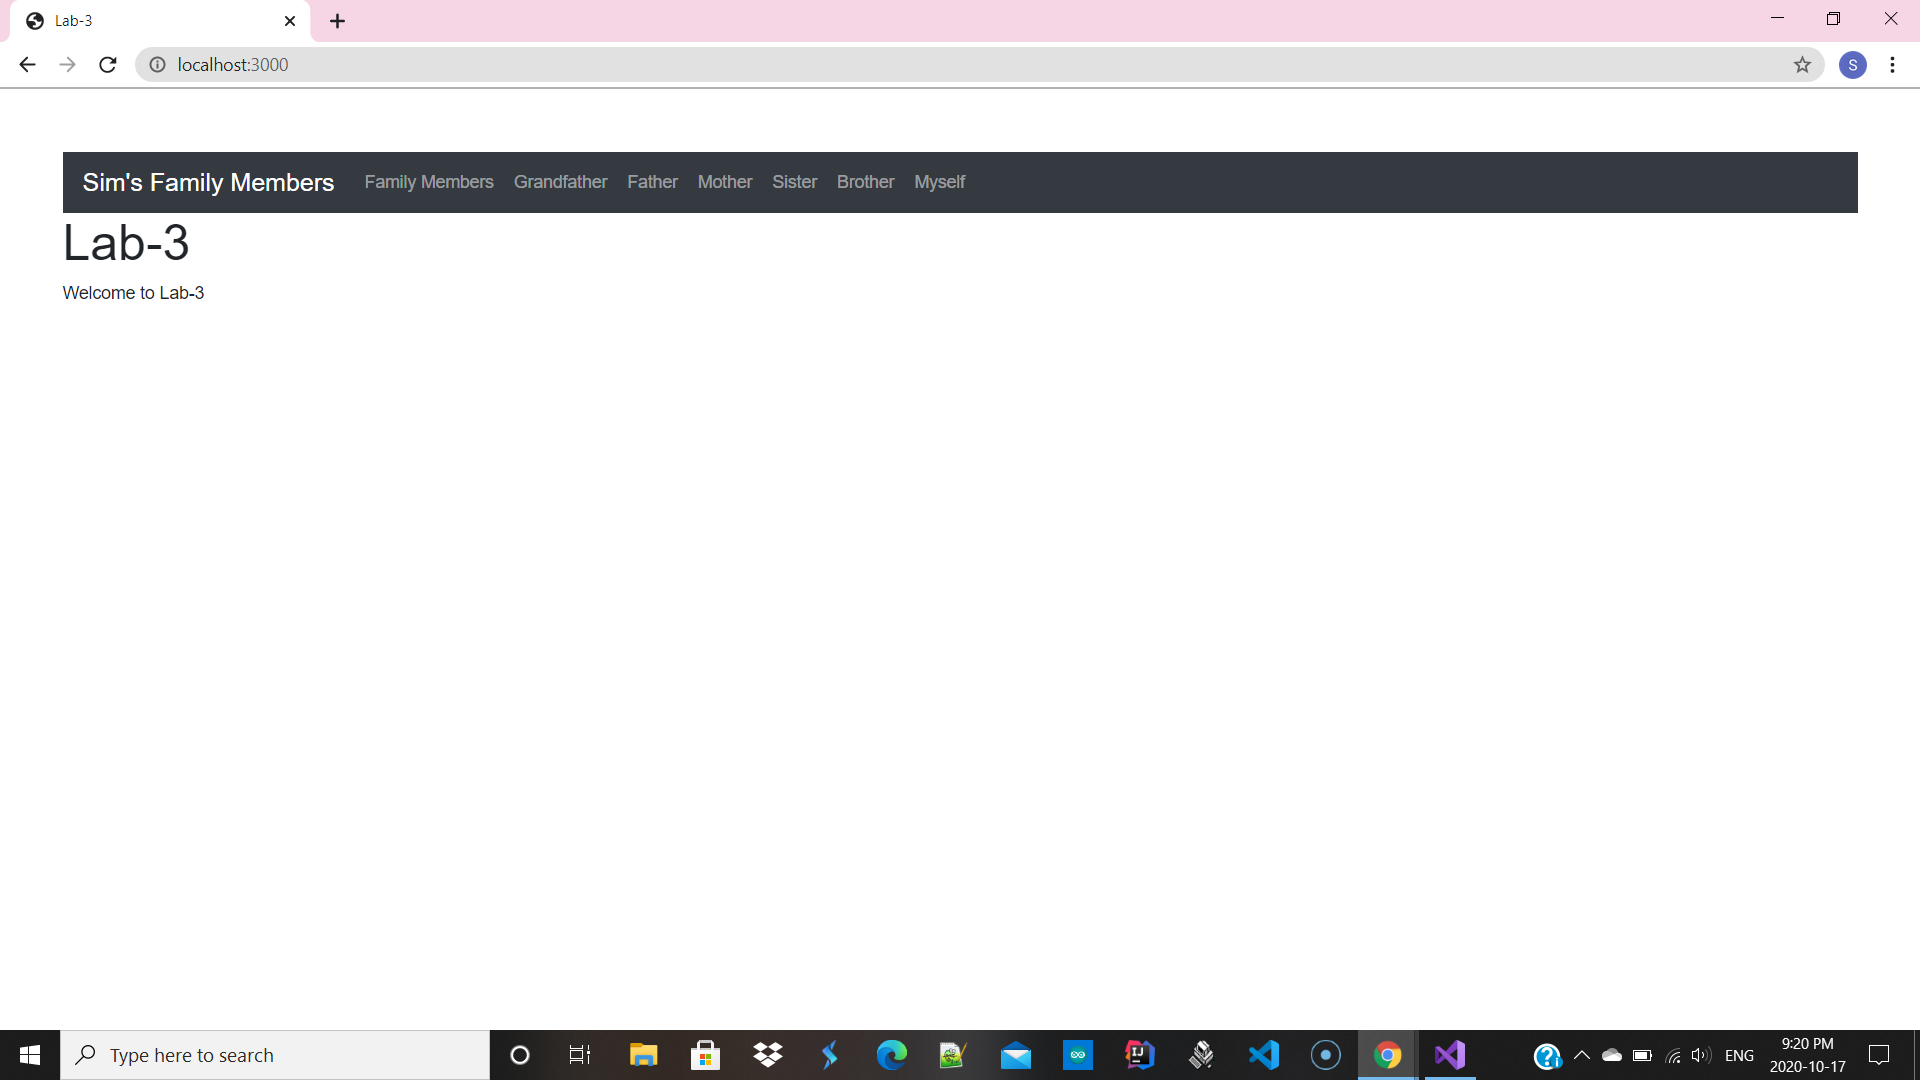 Lab-3
localhost:3000
S
Sim's Family Members Family Members Grandfather Father Mother Sister Brother Myself
Lab-3
Welcome to Lab-3
Type here to search
IJ
ENG
9:20 PM
2020-10-17